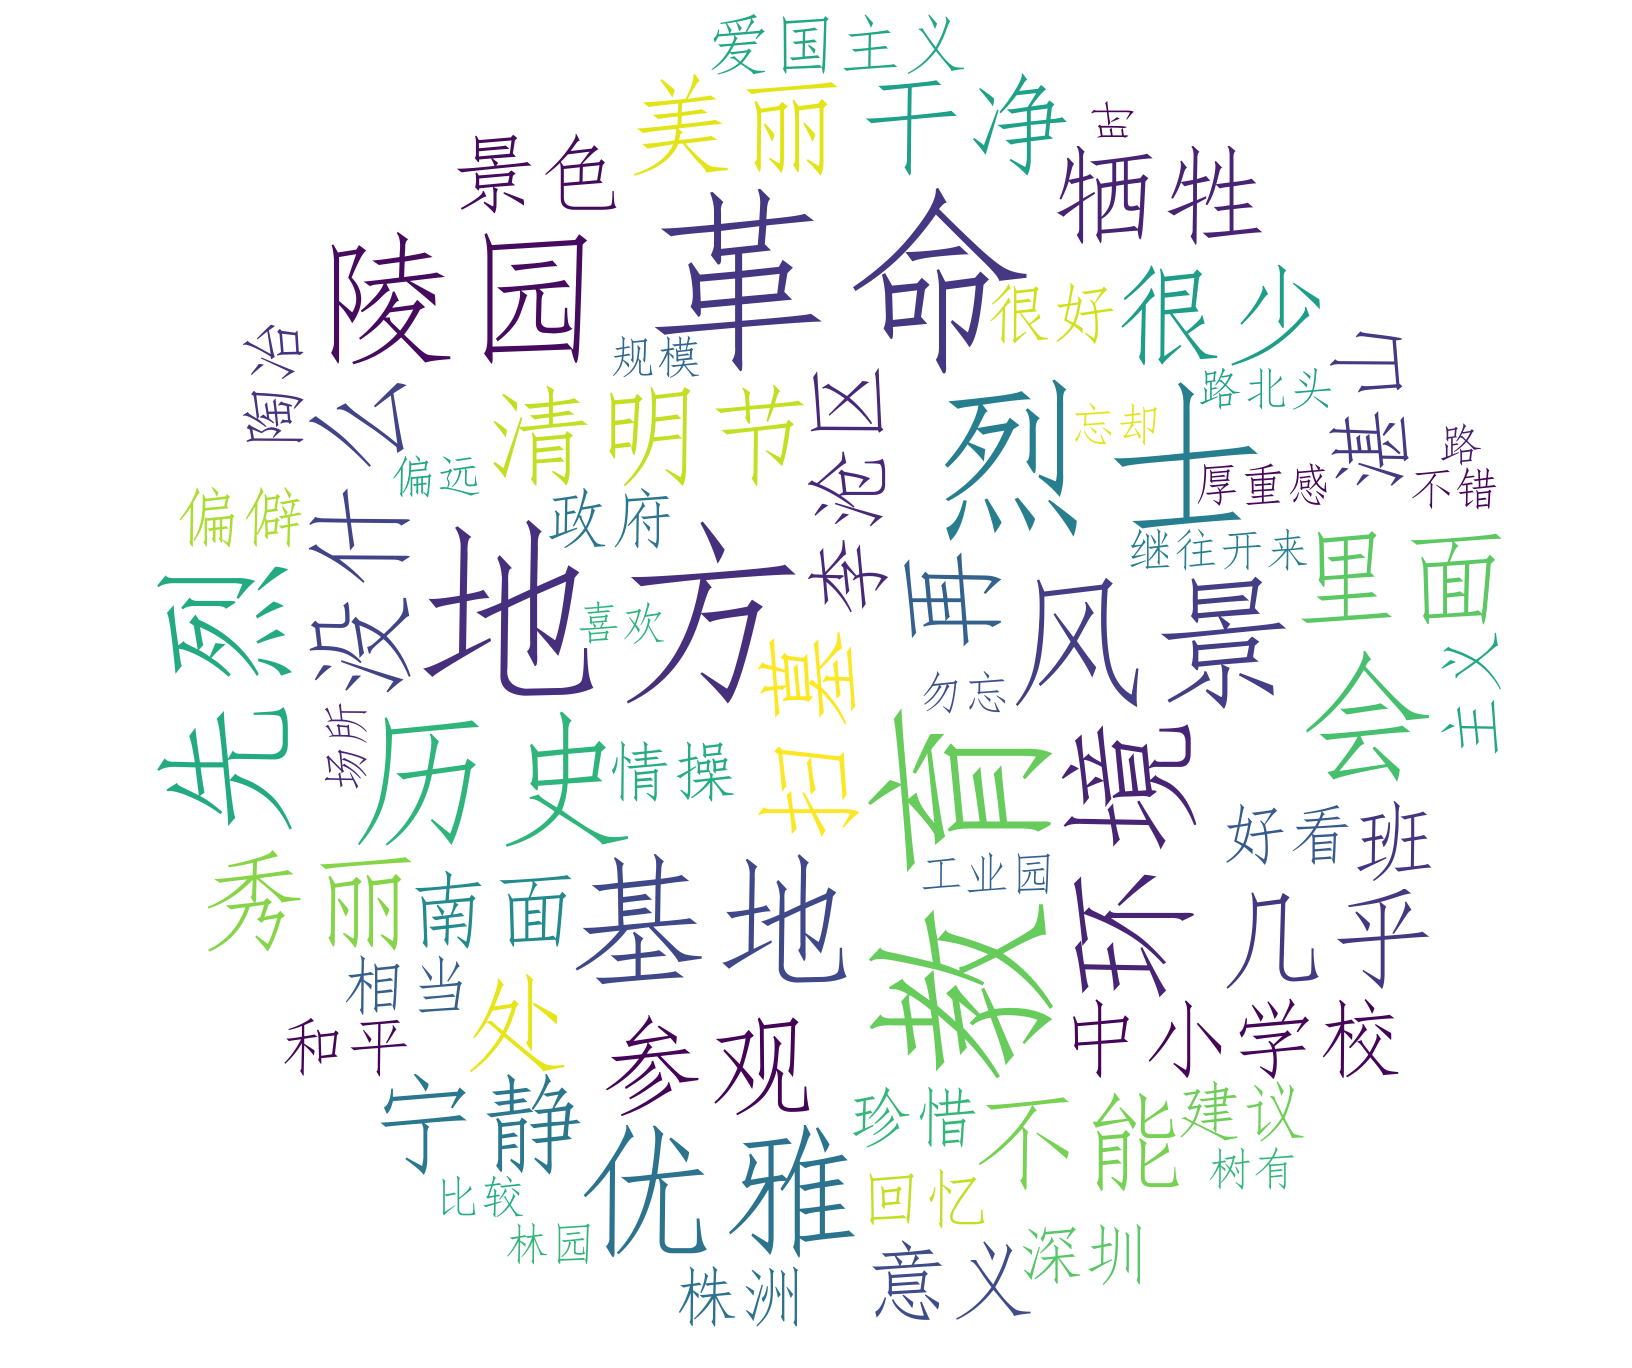 爱国主义
美丽
干净
时
景色
牺牲
革命
陵园
很好
很少
陶冶
规模
湛山
么
清明节
李沧区
烈士
忘却
路北头
路
偏远
厚重感
不错
偏僻
没什
政府
继往开来
地方
再
风景
里面
先烈
喜欢
扫墓
勿忘
会
主义
场所
历史
情操
教育
环境
好看
班
秀丽
南面
基地
工业园
几乎
相当
处
和平
参观
中小学校
宁静
优雅
珍惜
不能
建议
树有
比较
回忆
林园
株洲
意义
深圳